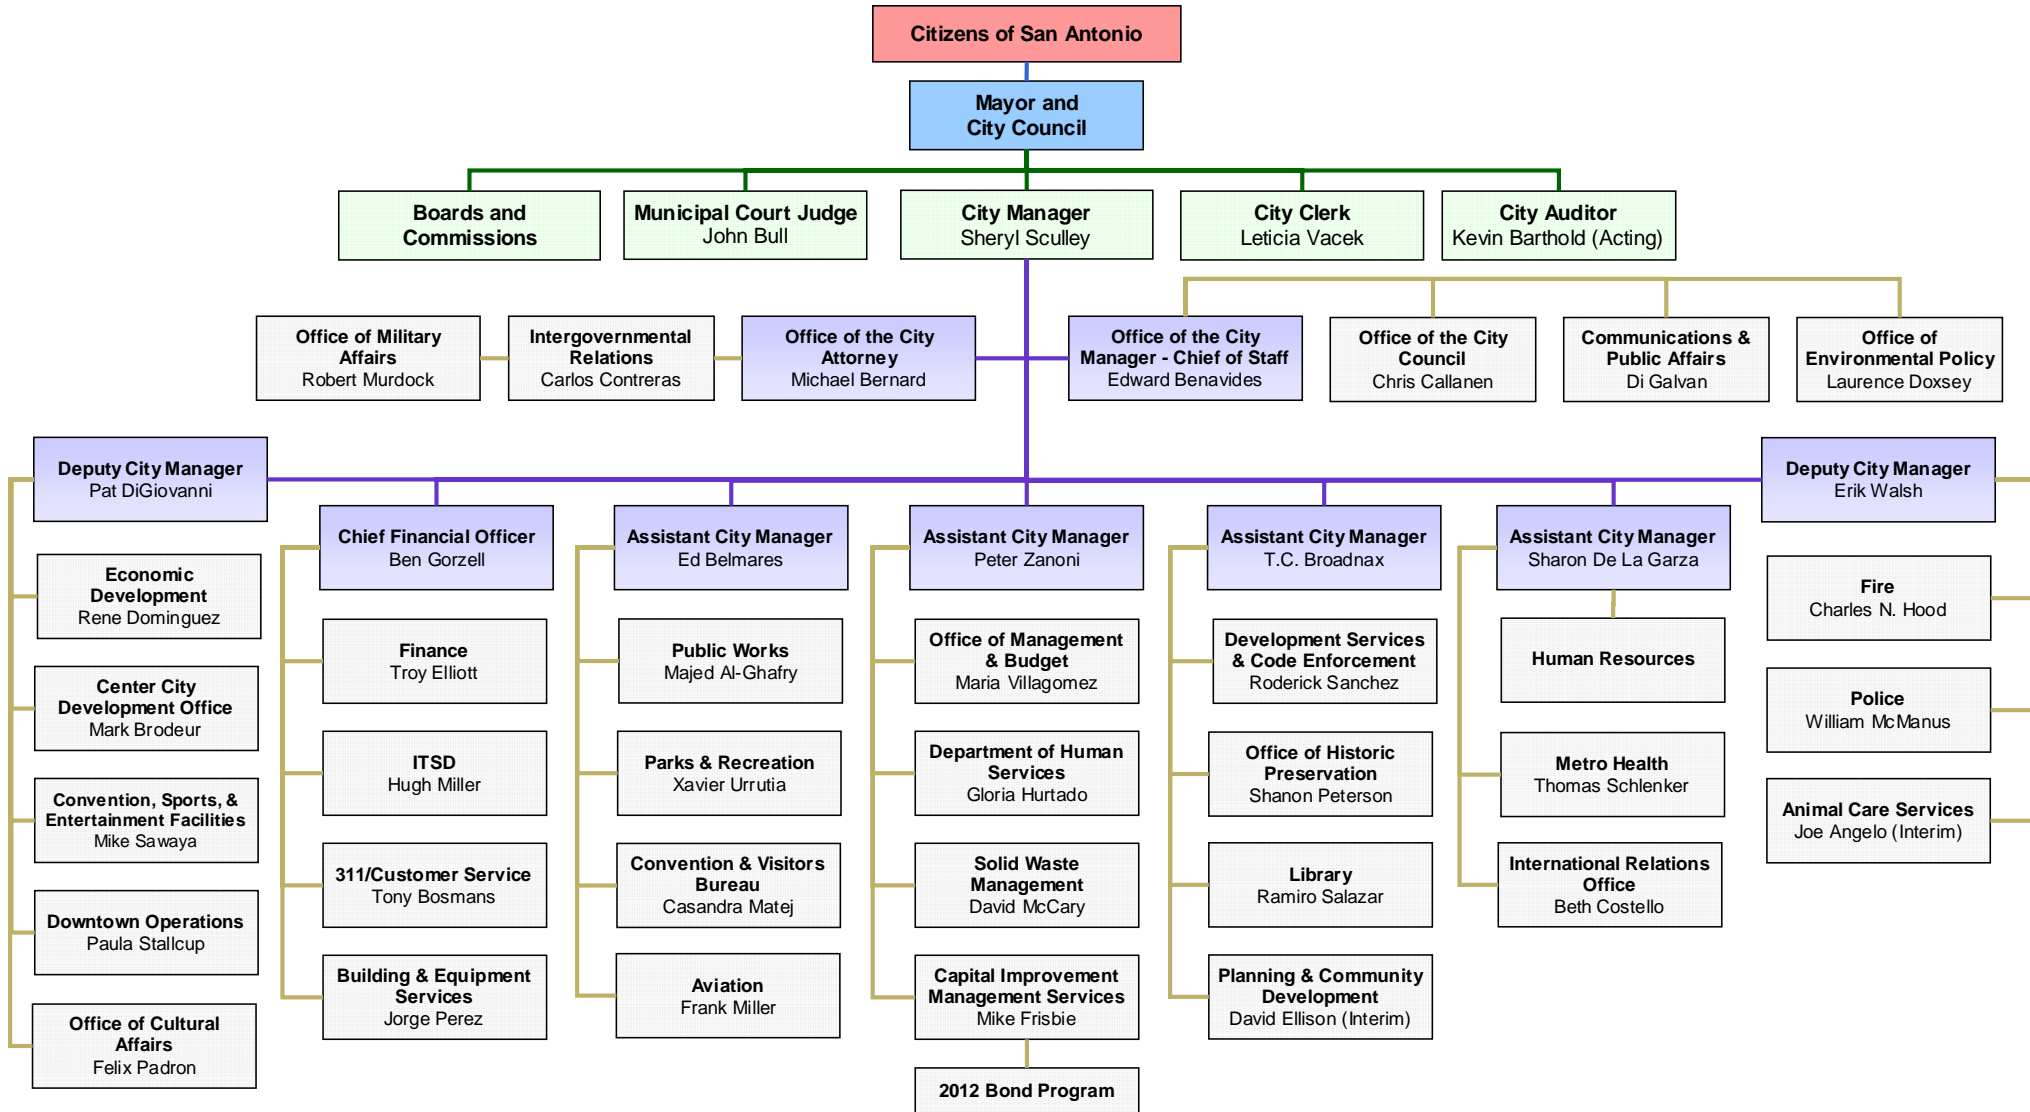 Citizens of San Antonio
Mayor and
City Council
Boards and
Commissions
Municipal Court Judge
John Bull
City Manager
Sheryl Sculley
City Clerk
Leticia Vacek
City Auditor
Kevin Barthold (Acting)
Office of Military
Affairs
Robert Murdock
Intergovernmental
Relations
Carlos Contreras
Office of the City
Attorney
Michael Bernard
Office of the City
Manager - Chief of Staff
Edward Benavides
Office of the City
Council
Chris Callanen
Communications &
Public Affairs
Di Galvan
Office of
Environmental Policy
Laurence Doxsey
Deputy City Manager
Pat DiGiovanni
Economic
Development
Rene Dominguez
Center City
Development Office
Mark Brodeur
Convention, Sports, &
Entertainment Facilities
Mike Sawaya
Downtown Operations
Paula Stallcup
Office of Cultural
Affairs
Felix Padron
Chief Financial Officer
Ben Gorzell
Finance
Troy Elliott
ITSD
Hugh Miller
311/Customer Service
Tony Bosmans
Building & Equipment
Services
Jorge Perez
Assistant City Manager
Ed Belmares
Public Works
Majed Al-Ghafry
Parks & Recreation
Xavier Urrutia
Convention & Visitors
Bureau
Casandra Matej
Aviation
Frank Miller
Assistant City Manager
Peter Zanoni
Office of Management
& Budget
Maria Villagomez
Department of Human
Services
Gloria Hurtado
Solid Waste
Management
David McCary
Capital Improvement
Management Services
Mike Frisbie
2012 Bond Program
Assistant City Manager
T.C. Broadnax
Development Services
& Code Enforcement
Roderick Sanchez
Office of Historic
Preservation
Shanon Peterson
Library
Ramiro Salazar
Planning & Community
Development
David Ellison (Interim)
Assistant City Manager
Sharon De La Garza
Human Resources
Metro Health
Thomas Schlenker
International Relations
Office
Beth Costello
Deputy City Manager
Erik Walsh
Fire
Charles N. Hood
Police
William McManus
Animal Care Services
Joe Angelo (Interim)